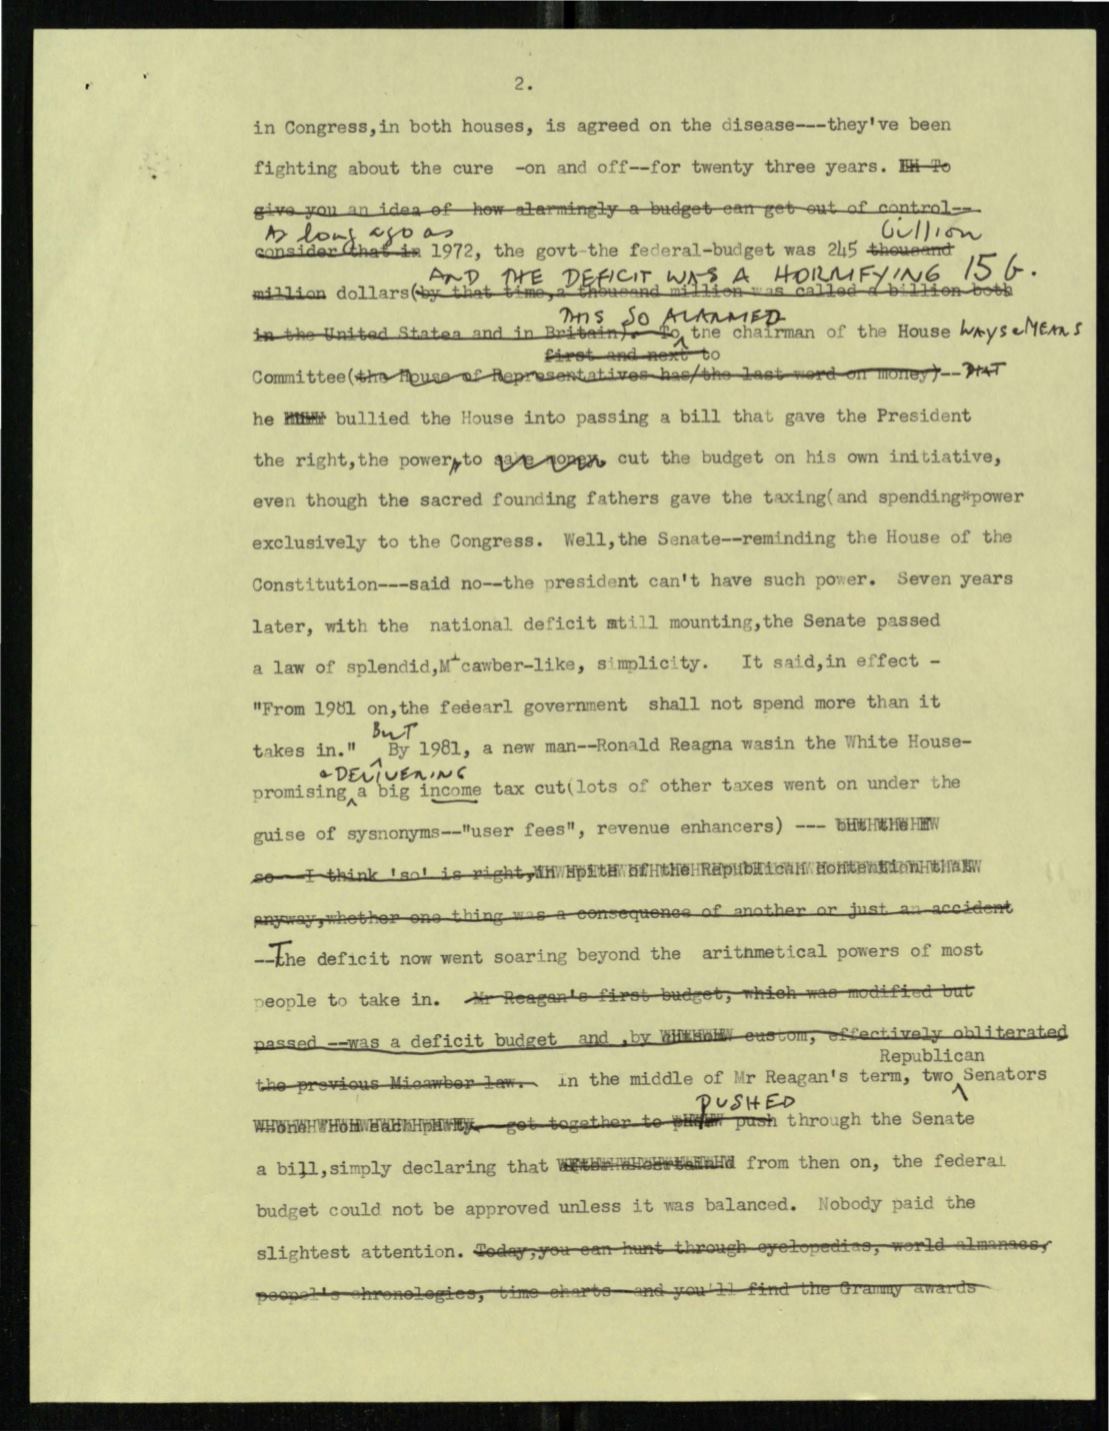 2.
in Congress,in both houses, is agreed on the disease---they've been
fighting about the cure -on and off--for twenty three years. To
give you an idea of how alarmingly a budget can get out of control--
As long ago as billion
consider that in 1972, the govt-the federal-budget was 245 thousand
AND THE DEFICIT WAS A HORRIFYING 15 b.
million dollars(by that time,a thousand million was called a billion both
THIS SO ALARMED
in the United Statea and in Britain). To tne chairman of the House WAYS & MEANS
first and next to
Committee(the House of Representatives has/the last word on money)-- THAT
he bullied the House into passing a bill that gave the President
the right,the power,to save money cut the budget on his own initiative,
even though the sacred founding fathers gave the taxing(and spending*power
exclusively to the Congress. Well,the Senate--reminding the House of the
Constitution---said no--the president can't have such power. Seven years
later, with the national deficit mtill mounting,the Senate passed
a law of splendid,Micawber-like, simplicity. It said,in effect -
"From 1981 on,the fedearl government shall not spend more than it
BUT
takes in." By 1981, a new man--Ronald Reagna wasin the White House-
& DELIVERING
promising a big income tax cut(lots of other taxes went on under the
guise of sysnonyms--"user fees", revenue enhancers) --- but the
so---I think 'so' is right,in spite of the Republican contention that
anyway,whether one thing was a consequence of another or just an accident
--The deficit now went soaring beyond the aritnmetical powers of most
people to take in. Mr Reagan's first budget, which was modified but
passed --was a deficit budget and ,by custom, effectively obliterated
Republican
the previous Micawber law. in the middle of Mr Reagan's term, two Senators
PUSHED
get together to push through the Senate
a bill,simply declaring that from then on, the federal
budget could not be approved unless it was balanced. Nobody paid the
slightest attention. Today,you can hunt through cyclopedias, world almanacs,
peopel's chronologies, time charts--and you'll find the Grammy awards